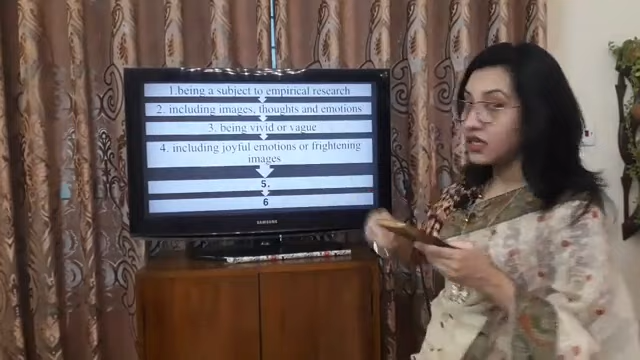 1.being a subject to empirical research
2. including images, thoughts and emotions
3. being vivid or vague
4. including joyful emotions or frightening
images
5.
6
SAMSUNG